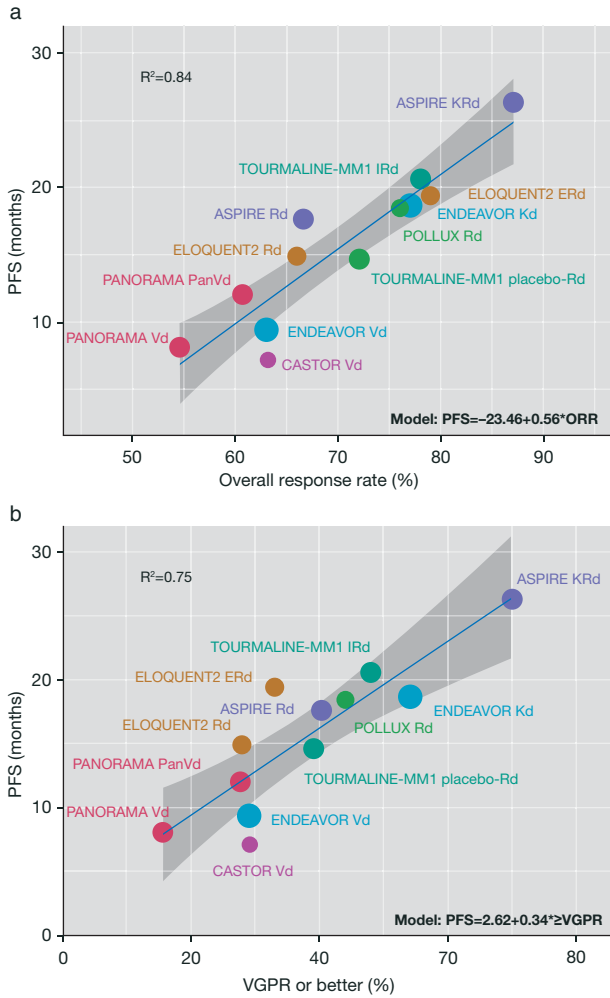 a
30
20
10
PFS (months)
R²=0.84
ASPIRE KRd
TOURMALINE-MM1 IRd
ASPIRE Rd
ELOQUENT2 ERd
ENDEAVOR Kd
POLLUX Rd
ELOQUENT2 Rd
TOURMALINE-MM1 placebo-Rd
PANORAMA PanVd
PANORAMA Vd
ENDEAVOR Vd
CASTOR Vd
Model: PFS=−23.46+0.56*ORR
50 60 70 80 90
Overall response rate (%)
b
30
20
10
0
PFS (months)
R²=0.75
ASPIRE KRd
TOURMALINE-MM1 IRd
ELOQUENT2 ERd
ASPIRE Rd
ENDEAVOR Kd
ELOQUENT2 Rd
POLLUX Rd
PANORAMA PanVd
TOURMALINE-MM1 placebo-Rd
PANORAMA Vd
ENDEAVOR Vd
CASTOR Vd
Model: PFS=2.62+0.34*≥VGPR
0 20 40 70 80
VGPR or better (%)